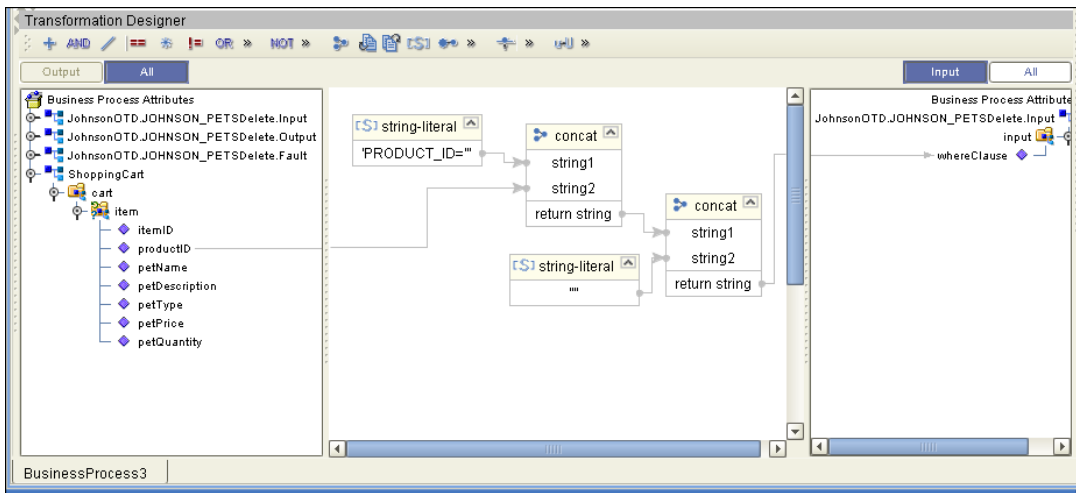 Transformation Designer
AND == != OR » NOT » [S] » » »
Output All Input All
Business Process Attributes
JohnsonOTD.JOHNSON_PETSDelete.Input
JohnsonOTD.JOHNSON_PETSDelete.Output
JohnsonOTD.JOHNSON_PETSDelete.Fault
ShoppingCart
cart
item
itemID
productID
petName
petDescription
petType
petPrice
petQuantity
[S] string-literal
'PRODUCT_ID="'
concat
string1
string2
return string
[S] string-literal
""
concat
string1
string2
return string
Business Process Attribute
JohnsonOTD.JOHNSON_PETSDelete.Input
input
whereClause
BusinessProcess3